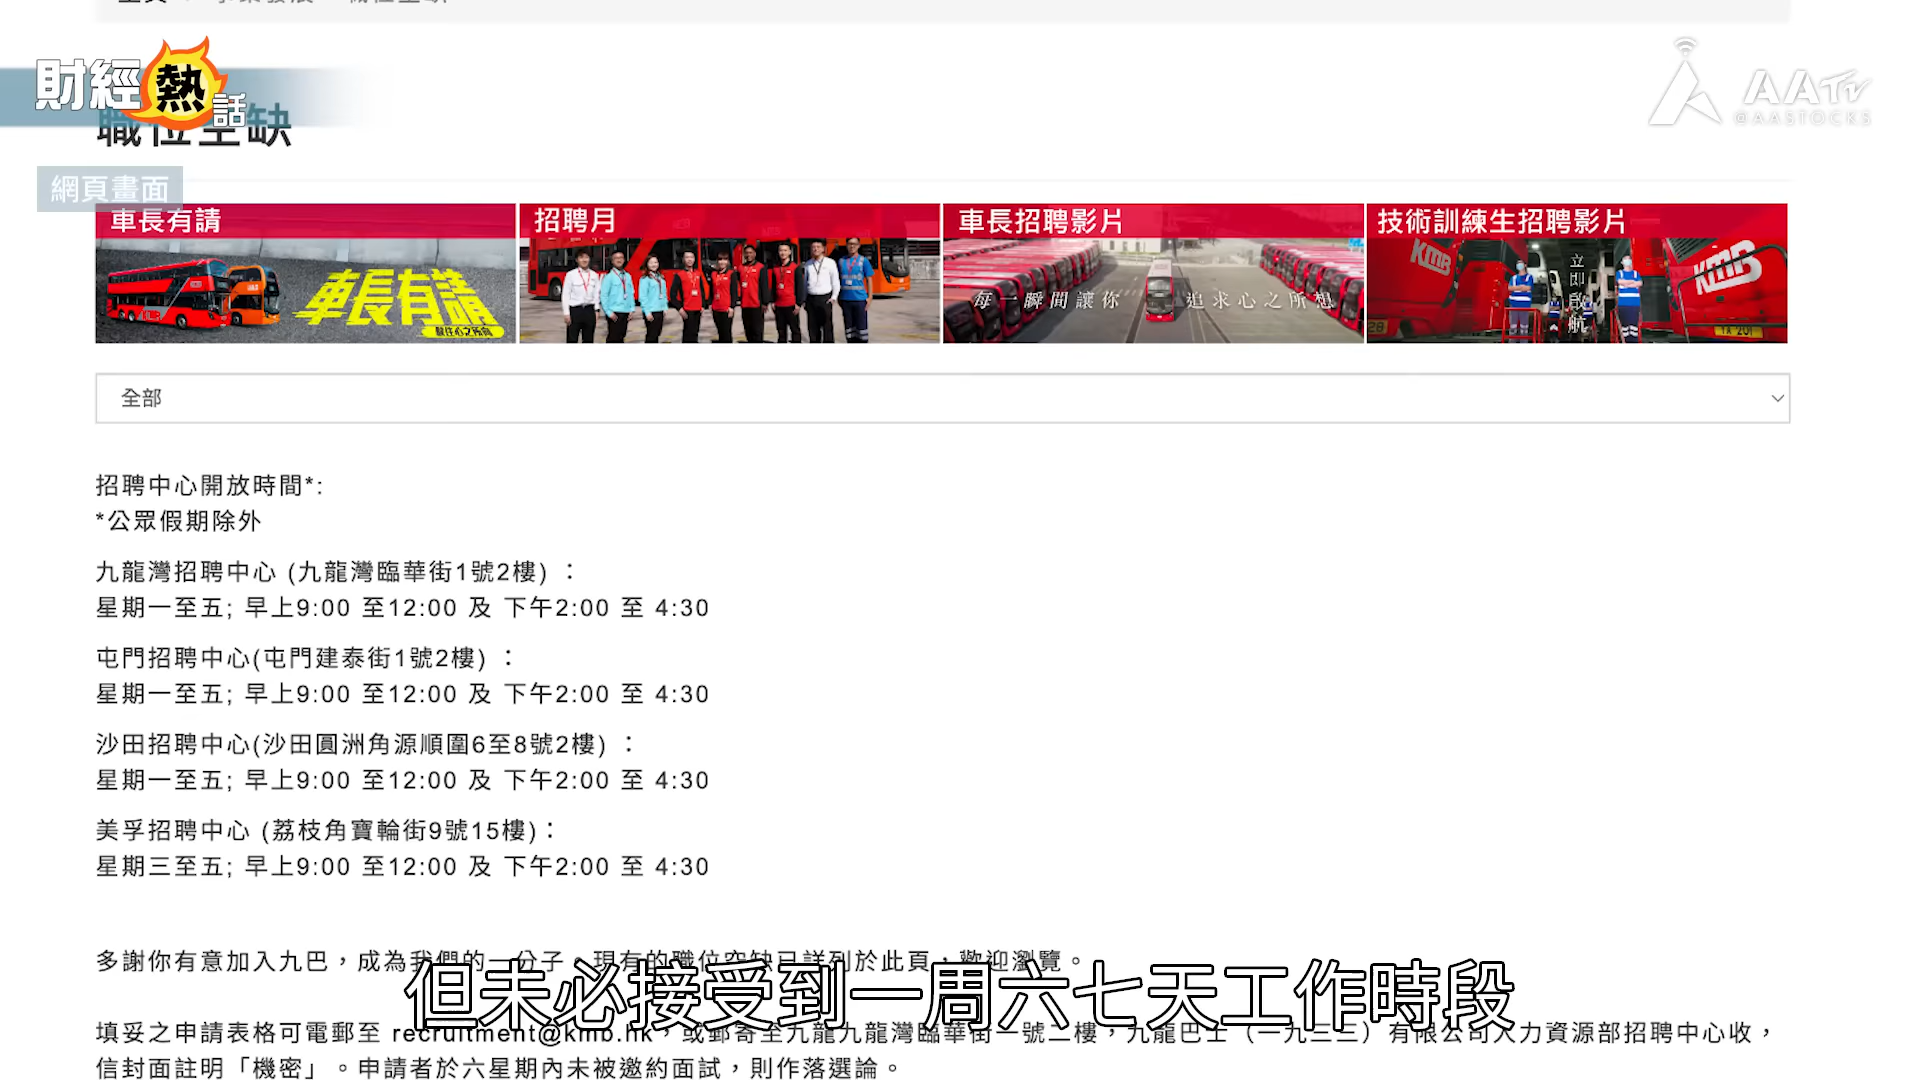 財經熱話
AATV
@AASTOCKS
職位空缺
網頁畫面
車長有請
招聘月
車長招聘影片
技術訓練生招聘影片
車長有請
駛往心之所向
每一瞬間讓你 追求心之所想
KMB
立即啟航
KMB
全部
招聘中心開放時間*:
*公眾假期除外
九龍灣招聘中心 (九龍灣臨華街1號2樓) :
星期一至五; 早上9:00 至12:00 及 下午2:00 至 4:30
屯門招聘中心(屯門建泰街1號2樓) :
星期一至五; 早上9:00 至12:00 及 下午2:00 至 4:30
沙田招聘中心(沙田圓洲角源順圍6至8號2樓) :
星期一至五; 早上9:00 至12:00 及 下午2:00 至 4:30
美孚招聘中心 (荔枝角寶輪街9號15樓):
星期三至五; 早上9:00 至12:00 及 下午2:00 至 4:30
多謝你有意加入九巴，成為我們的一分子。現有的職位空缺已詳列於此頁，歡迎瀏覽。
但未必接受到一周六七天工作時段
填妥之申請表格可電郵至 recruitment@kmb.hk，或郵寄至九龍九龍灣臨華街一號二樓，九龍巴士（一九三三）有限公司人力資源部招聘中心收，
信封面註明「機密」。申請者於六星期內未被邀約面試，則作落選論。